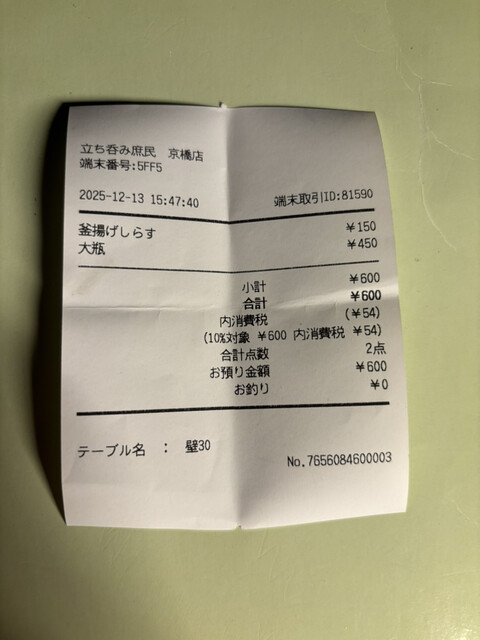 立ち呑み庶民　京橋店
端末番号:5FF5
2025-12-13 15:47:40 端末取引ID:81590
釜揚げしらす ¥150
大瓶 ¥450
小計 ¥600
合計 ¥600
内消費税 (¥54)
(10%対象 ¥600 内消費税 ¥54)
合計点数 2点
お預り金額 ¥600
お釣り ¥0
テーブル名　：　壁30
No.7656084600003